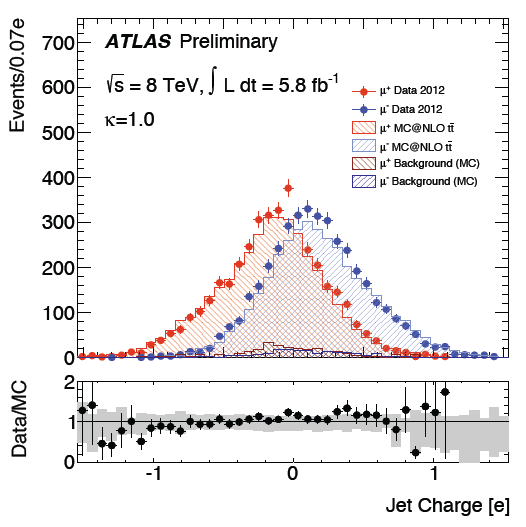 ATLAS Preliminary
√s = 8 TeV, ∫ L dt = 5.8 fb⁻¹
κ=1.0
μ⁺ Data 2012
μ⁻ Data 2012
μ⁺ MC@NLO tt̄
μ⁻ MC@NLO tt̄
μ⁺ Background (MC)
μ⁻ Background (MC)
Events/0.07e
700
600
500
400
300
200
100
0
Data/MC
2
1
0
-1 0 1
Jet Charge [e]